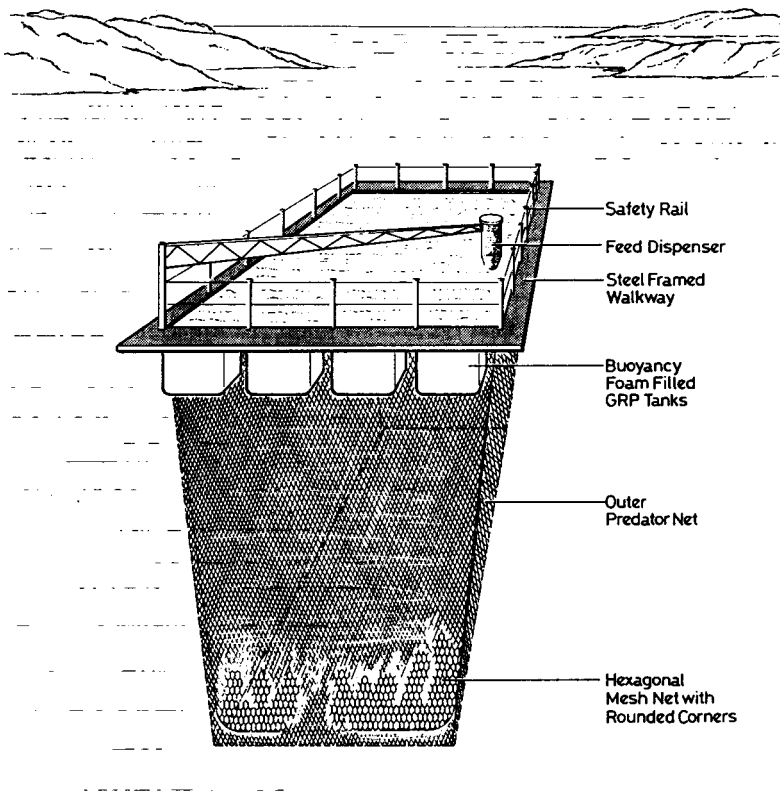 Safety Rail
Feed Dispenser
Steel Framed
Walkway
Buoyancy
Foam Filled
GRP Tanks
Outer
Predator Net
Hexagonal
Mesh Net with
Rounded Corners